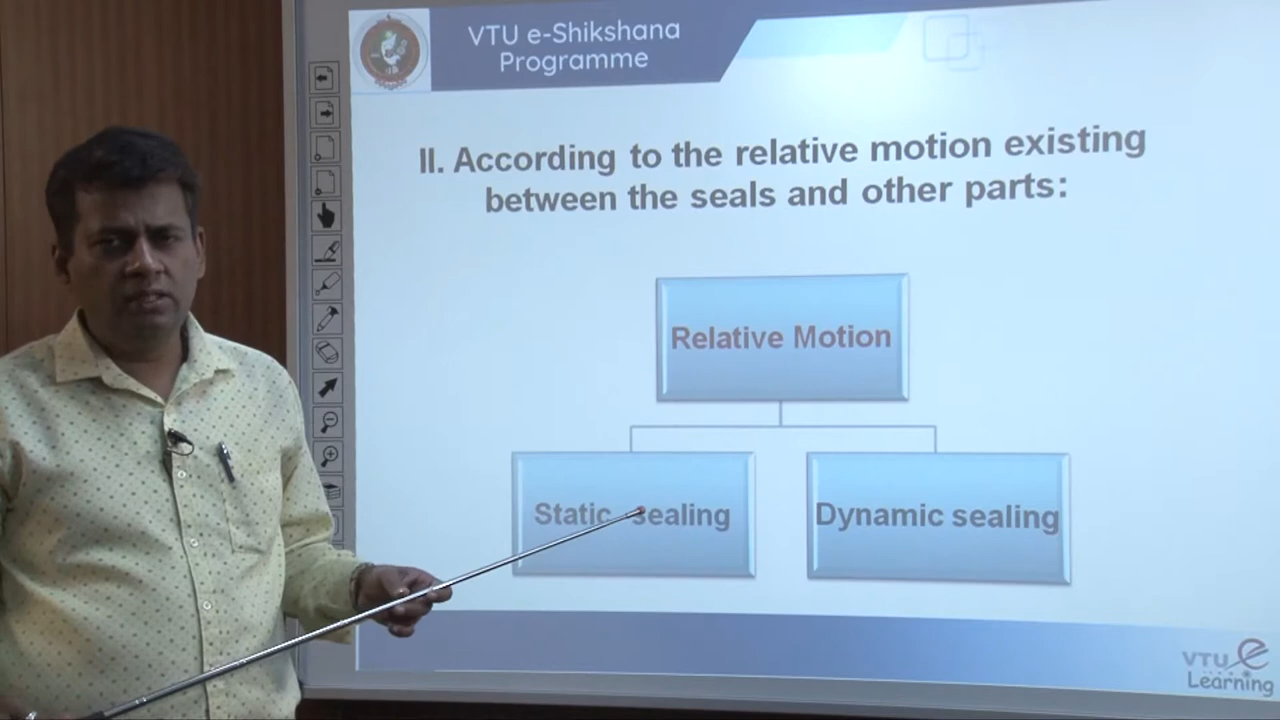 VTU e-Shikshana
Programme
II. According to the relative motion existing
between the seals and other parts:
Relative Motion
Static sealing
Dynamic sealing
VTU e
Learning